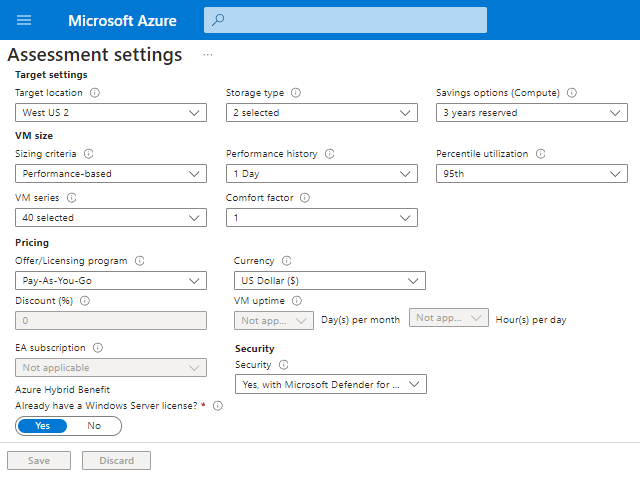 Microsoft Azure
Assessment settings ...
Target settings
Target location Storage type Savings options (Compute)
West US 2 2 selected 3 years reserved
VM size
Sizing criteria Performance history Percentile utilization
Performance-based 1 Day 95th
VM series Comfort factor
40 selected 1
Pricing
Offer/Licensing program Currency
Pay-As-You-Go US Dollar ($)
Discount (%) VM uptime
0 Not app... Day(s) per month Not app... Hour(s) per day
EA subscription Security
Not applicable Security
Azure Hybrid Benefit Yes, with Microsoft Defender for ...
Already have a Windows Server license? *
Yes No
Save Discard